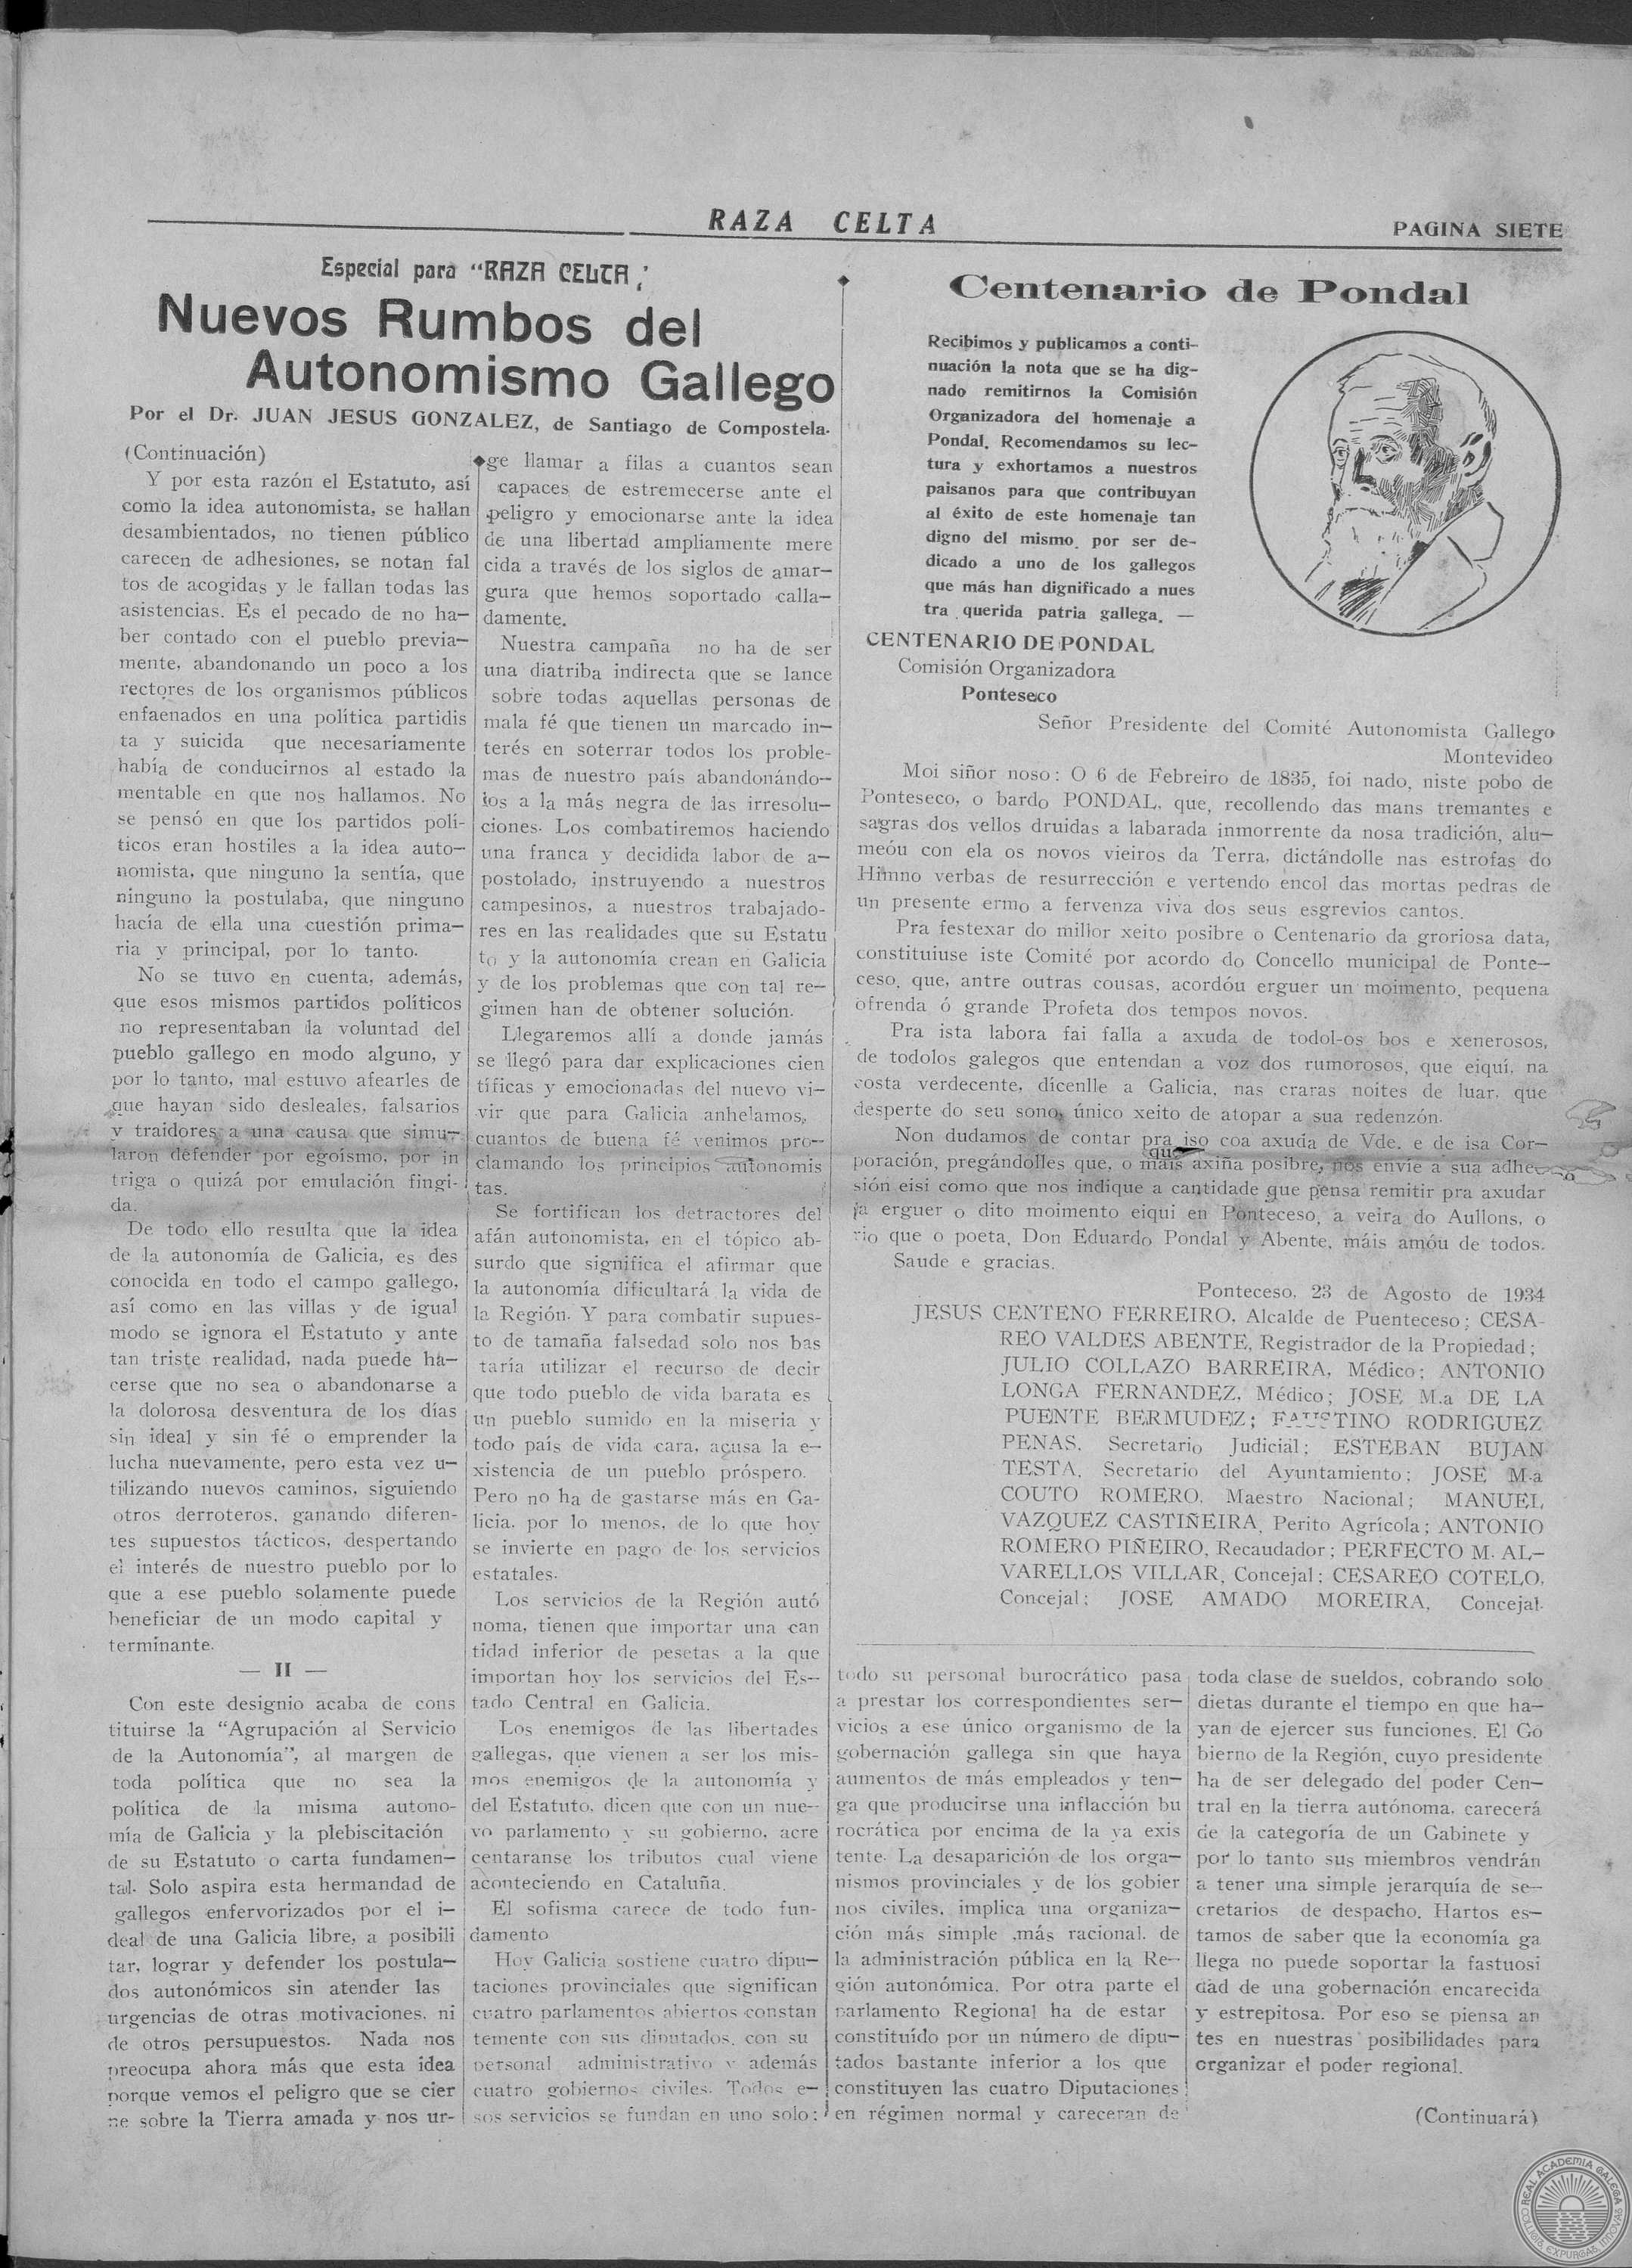 RAZA CELTA
PAGINA SIETE
Especial para "RAZA CELTA,"
Nuevos Rumbos del
Autonomismo Gallego
Por el Dr. JUAN JESUS GONZALEZ, de Santiago de Compostela.
(Continuación)
Y por esta razón el Estatuto, así
como la idea autonomista, se hallan
desambientados, no tienen público
carecen de adhesiones, se notan fal
tos de acogidas y le fallan todas las
asistencias. Es el pecado de no ha-
ber contado con el pueblo previa-
mente, abandonando un poco a los
rectores de los organismos públicos
enfaenados en una política partidis
ta y suicida que necesariamente
había de conducirnos al estado la
mentable en que nos hallamos. No
se pensó en que los partidos polí-
ticos eran hostiles a la idea auto-
nomista, que ninguno la sentía, que
ninguno la postulaba, que ninguno
hacía de ella una cuestión prima-
ria y principal, por lo tanto.
No se tuvo en cuenta, además,
que esos mismos partidos políticos
no representaban la voluntad del
pueblo gallego en modo alguno, y
por lo tanto, mal estuvo afearles de
que hayan sido desleales, falsarios
y traidores a una causa que simu-
laron defender por egoísmo, por in
triga o quizá por emulación fingi-
da.
De todo ello resulta que la idea
de la autonomía de Galicia, es des
conocida en todo el campo gallego,
así como en las villas y de igual
modo se ignora el Estatuto y ante
tan triste realidad, nada puede ha-
cerse que no sea o abandonarse a
la dolorosa desventura de los días
sin ideal y sin fé o emprender la
lucha nuevamente, pero esta vez u-
tilizando nuevos caminos, siguiendo
otros derroteros, ganando diferen-
tes supuestos tácticos, despertando
el interés de nuestro pueblo por lo
que a ese pueblo solamente puede
beneficiar de un modo capital y
terminante.
— II —
Con este designio acaba de cons
tituirse la "Agrupación al Servicio
de la Autonomía", al margen de
toda política que no sea la
política de la misma autono-
mía de Galicia y la plebiscitación
de su Estatuto o carta fundamen-
tal. Solo aspira esta hermandad de
gallegos enfervorizados por el i-
deal de una Galicia libre, a posibili
tar, lograr y defender los postula-
dos autonómicos sin atender las
urgencias de otras motivaciones, ni
de otros persupuestos. Nada nos
preocupa ahora más que esta idea
porque vemos el peligro que se cier
ne sobre la Tierra amada y nos ur-
ge llamar a filas a cuantos sean
capaces de estremecerse ante el
peligro y emocionarse ante la idea
de una libertad ampliamente mere
cida a través de los siglos de amar-
gura que hemos soportado calla-
damente.
Nuestra campaña no ha de ser
una diatriba indirecta que se lance
sobre todas aquellas personas de
mala fé que tienen un marcado in-
terés en soterrar todos los proble-
mas de nuestro país abandonándo-
los a la más negra de las irresolu-
ciones. Los combatiremos haciendo
una franca y decidida labor de a-
postolado, instruyendo a nuestros
campesinos, a nuestros trabajado-
res en las realidades que su Estatu
to y la autonomía crean en Galicia
y de los problemas que con tal re-
gimen han de obtener solución.
Llegaremos allí a donde jamás
se llegó para dar explicaciones cien
tíficas y emocionadas del nuevo vi-
vir que para Galicia anhelamos,
cuantos de buena fé venimos pro-
clamando los principios autonomis
tas.
Se fortifican los detractores del
afán autonomista, en el tópico ab-
surdo que significa el afirmar que
la autonomía dificultará la vida de
la Región. Y para combatir supues-
to de tamaña falsedad solo nos bas
taría utilizar el recurso de decir
que todo pueblo de vida barata es
un pueblo sumido en la miseria y
todo país de vida cara, acusa la e-
xistencia de un pueblo próspero.
Pero no ha de gastarse más en Ga-
licia, por lo menos, de lo que hoy
se invierte en pago de los servicios
estatales.
Los servicios de la Región autó
noma, tienen que importar una can
tidad inferior de pesetas a la que
importan hoy los servicios del Es-
tado Central en Galicia.
Los enemigos de las libertades
gallegas, que vienen a ser los mis-
mos enemigos de la autonomía y
del Estatuto, dicen que con un nue-
vo parlamento y su gobierno, acre
centaranse los tributos cual viene
aconteciendo en Cataluña.
El sofisma carece de todo fun-
damento
Hoy Galicia sostiene cuatro dipu-
taciones provinciales que significan
cuatro parlamentos abiertos constan
temente con sus diputados, con su
personal administrativo y además
cuatro gobiernos civiles. Todos e-
sos servicios se fundan en uno solo;
todo su personal burocrático pasa
a prestar los correspondientes ser-
vicios a ese único organismo de la
gobernación gallega sin que haya
aumentos de más empleados y ten-
ga que producirse una inflacción bu
rocrática por encima de la ya exis
tente. La desaparición de los orga-
nismos provinciales y de los gobier
nos civiles, implica una organiza-
ción más simple ,más racional, de
la administración pública en la Re-
gión autonómica. Por otra parte el
parlamento Regional ha de estar
constituído por un número de dipu-
tados bastante inferior a los que
constituyen las cuatro Diputaciones
en régimen normal y careceran de
toda clase de sueldos, cobrando solo
dietas durante el tiempo en que ha-
yan de ejercer sus funciones. El Go
bierno de la Región, cuyo presidente
ha de ser delegado del poder Cen-
tral en la tierra autónoma, carecerá
de la categoría de un Gabinete y
por lo tanto sus miembros vendrán
a tener una simple jerarquía de se-
cretarios de despacho. Hartos es-
tamos de saber que la economía ga
llega no puede soportar la fastuosi
dad de una gobernación encarecida
y estrepitosa. Por eso se piensa an
tes en nuestras posibilidades para
organizar el poder regional.
(Continuará)
Centenario de Pondal
Recibimos y publicamos a conti-
nuación la nota que se ha dig-
nado remitirnos la Comisión
Organizadora del homenaje a
Pondal. Recomendamos su lec-
tura y exhortamos a nuestros
paisanos para que contribuyan
al éxito de este homenaje tan
digno del mismo, por ser de-
dicado a uno de los gallegos
que más han dignificado a nues
tra querida patria gallega. —
CENTENARIO DE PONDAL
Comisión Organizadora
Ponteseco
Señor Presidente del Comité Autonomista Gallego
Montevideo
Moi siñor noso: O 6 de Febreiro de 1835, foi nado, niste pobo de
Ponteseco, o bardo PONDAL, que, recollendo das mans tremantes e
sagras dos vellos druidas a labarada inmorrente da nosa tradición, alu-
meóu con ela os novos vieiros da Terra, dictándolle nas estrofas do
Himno verbas de resurrección e vertendo encol das mortas pedras de
un presente ermo a fervenza viva dos seus esgrevios cantos.
Pra festexar do millor xeito posibre o Centenario da groriosa data,
constituiuse iste Comité por acordo do Concello municipal de Ponte-
ceso, que, antre outras cousas, acordóu erguer un moimento, pequena
ofrenda ó grande Profeta dos tempos novos.
Pra ista labora fai falla a axuda de todol-os bos e xenerosos,
de todolos galegos que entendan a voz dos rumorosos, que eiquí, na
costa verdecente, dicenlle a Galicia, nas craras noites de luar, que
desperte do seu sono, único xeito de atopar a sua redenzón.
Non dudamos de contar pra iso coa axuda de Vde. e de isa Cor-
poración, pregándolles que, o mais axiña posibre, nos envie a sua adhe-
sión eisi como que nos indique a cantidade que pensa remitir pra axudar
ja erguer o dito moimento eiqui en Ponteceso, a veira do Aullons, o
rio que o poeta, Don Eduardo Pondal y Abente, máis amóu de todos.
Saude e gracias.
Ponteceso, 23 de Agosto de 1934
JESUS CENTENO FERREIRO, Alcalde de Puenteceso; CESA-
REO VALDES ABENTE, Registrador de la Propiedad;
JULIO COLLAZO BARREIRA, Médico; ANTONIO
LONGA FERNANDEZ, Médico; JOSE M.a DE LA
PUENTE BERMUDEZ; FAUSTINO RODRIGUEZ
PENAS, Secretario Judicial; ESTEBAN BUJAN
TESTA, Secretario del Ayuntamiento; JOSE M.a
COUTO ROMERO, Maestro Nacional; MANUEL
VAZQUEZ CASTIÑEIRA, Perito Agrícola; ANTONIO
ROMERO PIÑEIRO, Recaudador; PERFECTO M. AL-
VARELLOS VILLAR, Concejal; CESAREO COTELO,
Concejal; JOSE AMADO MOREIRA, Concejal.
REAL ACADEMIA GALEGA
COLLIGIT EXPURGAT INNOVAT